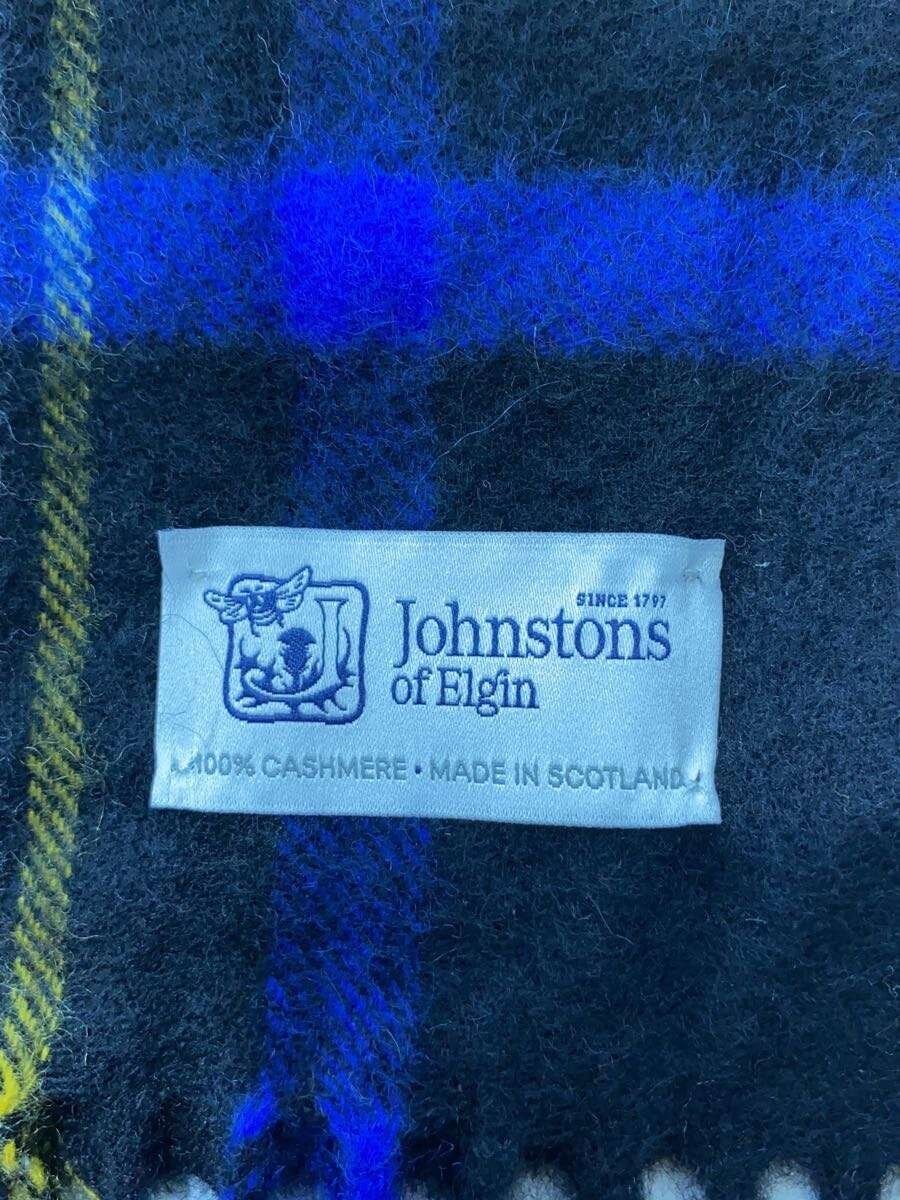 SINCE 1797
Johnstons
of Elgin
100% CASHMERE • MADE IN SCOTLAND